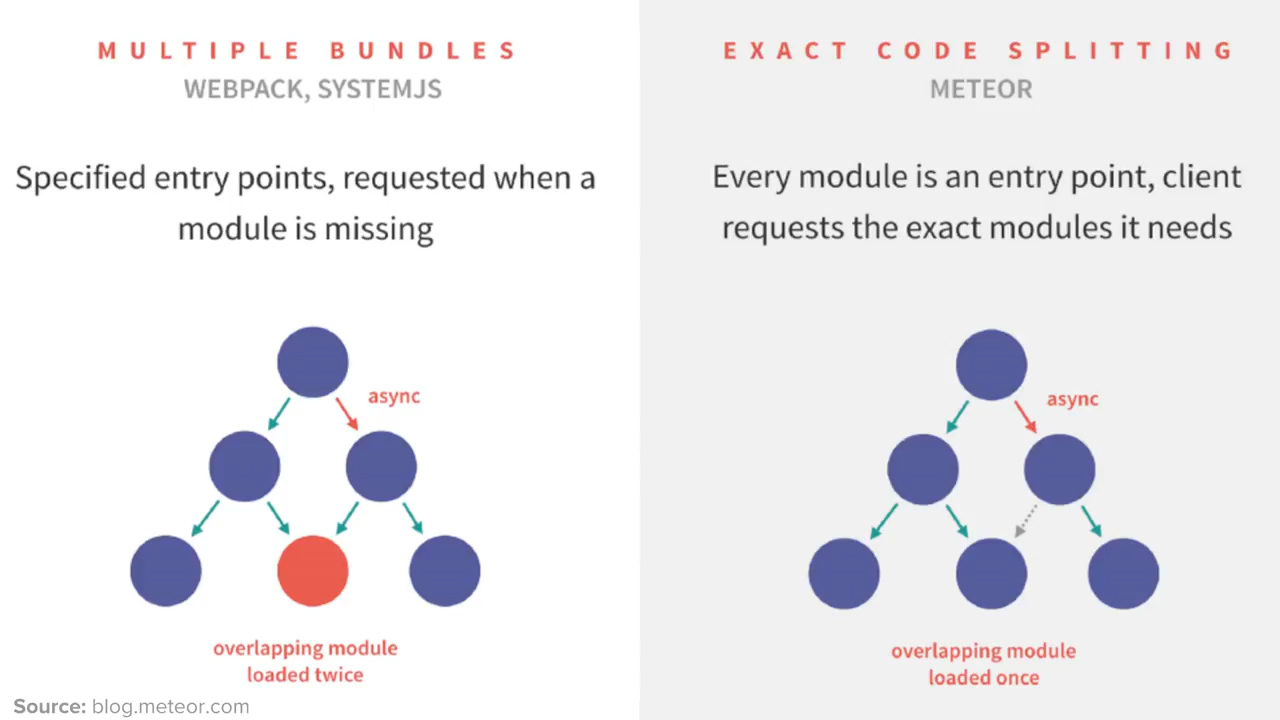 MULTIPLE BUNDLES
WEBPACK, SYSTEMJS
Specified entry points, requested when a
module is missing
async
overlapping module
loaded twice
Source: blog.meteor.com
EXACT CODE SPLITTING
METEOR
Every module is an entry point, client
requests the exact modules it needs
async
overlapping module
loaded once